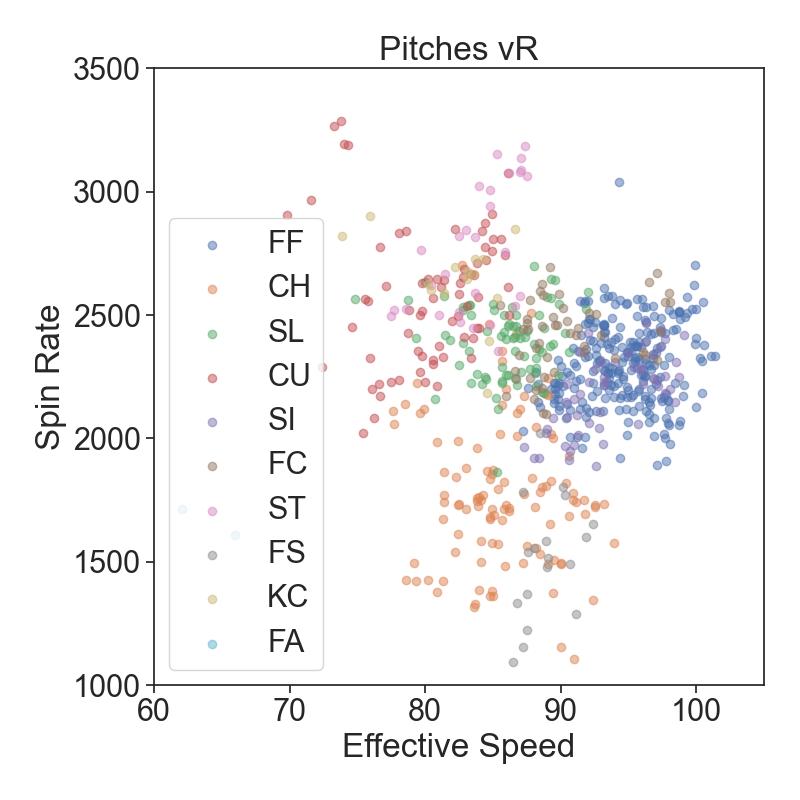 Pitches vR
3500
3000
2500
2000
1500
1000
Spin Rate
FF
CH
SL
CU
SI
FC
ST
FS
KC
FA
60 70 80 90 100
Effective Speed